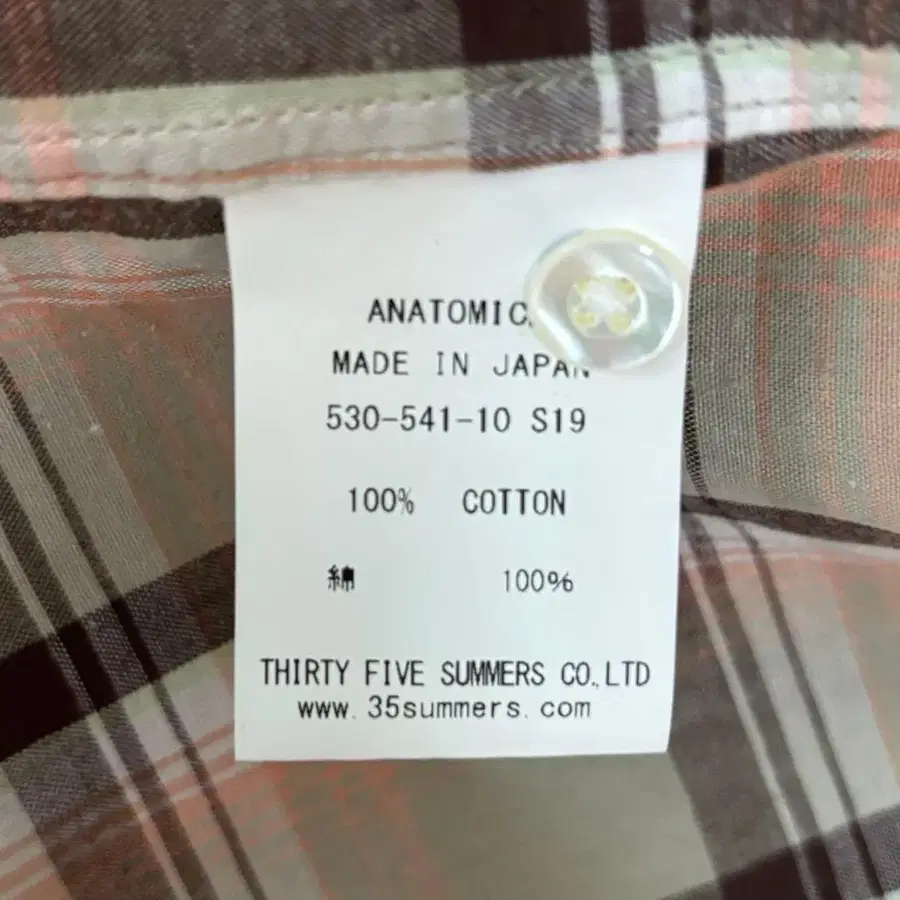 ANATOMIC
MADE IN JAPAN
530-541-10 S19
100% COTTON
綿 100%
THIRTY FIVE SUMMERS CO.,LTD
www.35summers.com